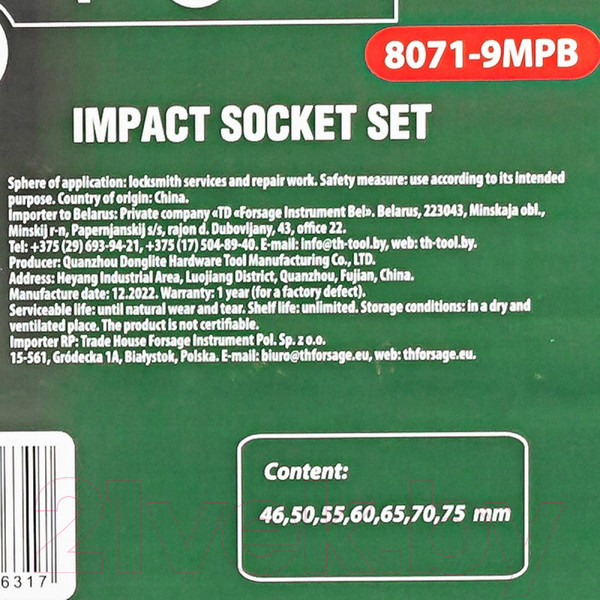 8071-9MPB
IMPACT SOCKET SET
Sphere of application: locksmith services and repair work. Safety measure: use according to its intended
purpose. Country of origin: China.
Importer to Belarus: Private company «TD «Forsage Instrument Bel». Belarus, 223043, Minskaja obl.,
Minskij r-n, Papernjanskij s/s, rajon d. Dubovljany, 43, office 22.
Tel: +375 (29) 693-94-21, +375 (17) 504-89-40. E-mail: info@th-tool.by, web: th-tool.by.
Producer: Quanzhou Donglite Hardware Tool Manufacturing Co., LTD.
Address: Heyang Industrial Area, Luojiang District, Quanzhou, Fujian, China.
Manufacture date: 12.2022. Warranty: 1 year (for a factory defect).
Serviceable life: until natural wear and tear. Shelf life: unlimited. Storage conditions: in a dry and
ventilated place. The product is not certifiable.
Importer RP: Trade House Forsage Instrument Pol. Sp. z o.o.
15-561, Gródecka 1A, Białystok, Polska. E-mail: biuro@thforsage.eu, web: thforsage.eu.
Content:
46,50,55,60,65,70,75 mm
6317
21vek.by